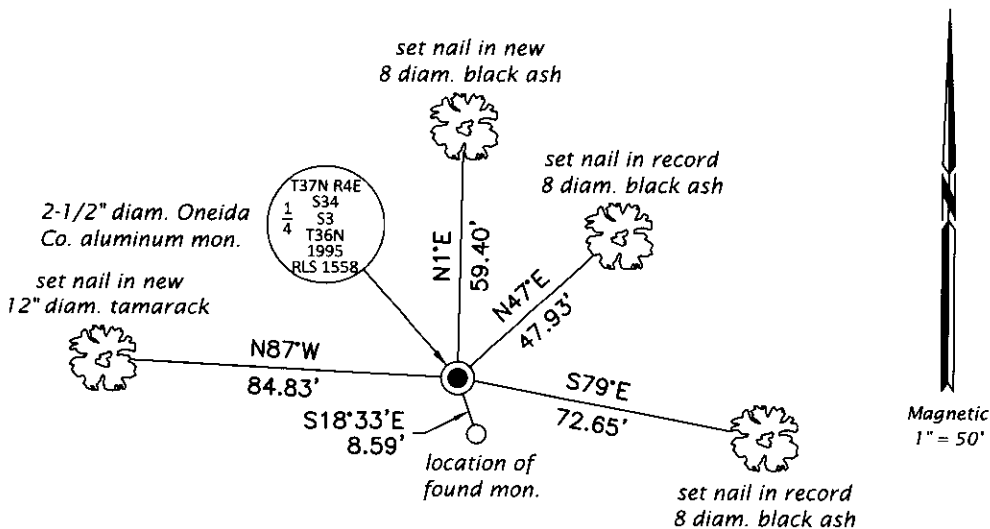 set nail in new
8 diam. black ash
set nail in record
8 diam. black ash
T37N R4E
S34
1/4
S3
T36N
1995
RLS 1558
2-1/2" diam. Oneida
Co. aluminum mon.
set nail in new
12" diam. tamarack
N1°E
59.40'
N47°E
47.93'
N87°W
84.83'
S79°E
72.65'
S18°33'E
8.59'
location of
found mon.
set nail in record
8 diam. black ash
N
Magnetic
1" = 50'